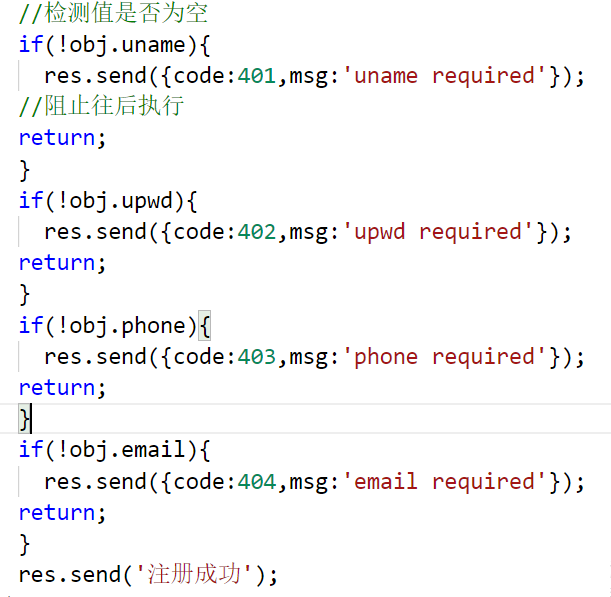 //检测值是否为空
if(!obj.uname){
  res.send({code:401,msg:'uname required'});
//阻止往后执行
return;
}
if(!obj.upwd){
  res.send({code:402,msg:'upwd required'});
return;
}
if(!obj.phone){
  res.send({code:403,msg:'phone required'});
return;
}
if(!obj.email){
  res.send({code:404,msg:'email required'});
return;
}
res.send('注册成功');